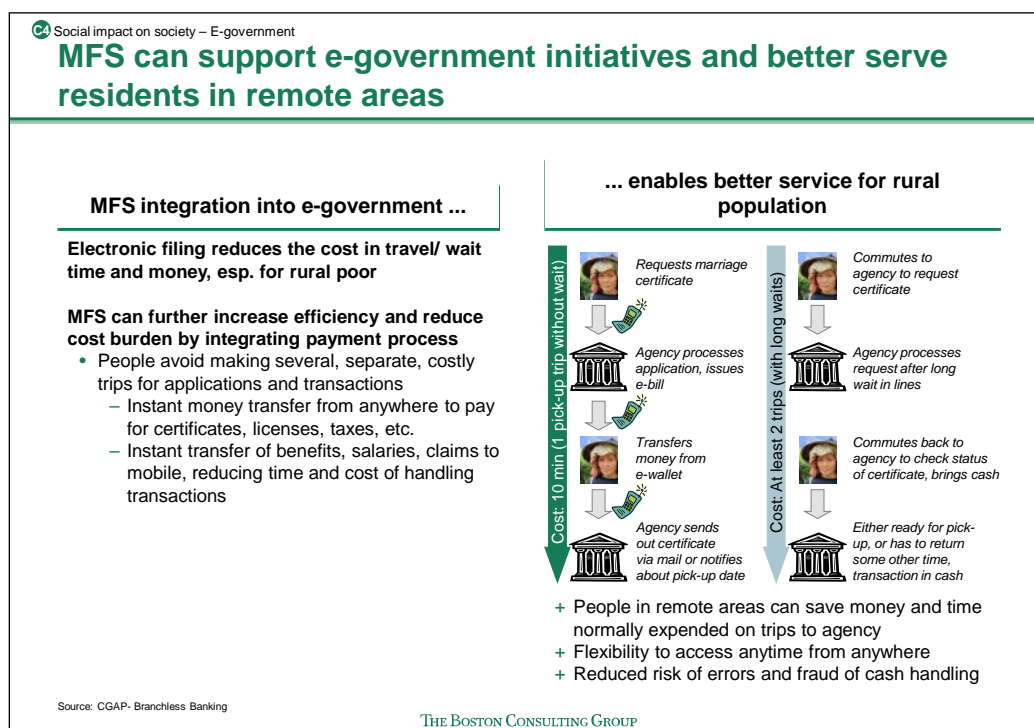 C4 Social impact on society – E-government
MFS can support e-government initiatives and better serve
residents in remote areas
MFS integration into e-government ...
Electronic filing reduces the cost in travel/ wait
time and money, esp. for rural poor
MFS can further increase efficiency and reduce
cost burden by integrating payment process
• People avoid making several, separate, costly
trips for applications and transactions
– Instant money transfer from anywhere to pay
for certificates, licenses, taxes, etc.
– Instant transfer of benefits, salaries, claims to
mobile, reducing time and cost of handling
transactions
... enables better service for rural
population
Cost: 10 min (1 pick-up trip without wait)
Requests marriage
certificate
Agency processes
application, issues
e-bill
Transfers
money from
e-wallet
Agency sends
out certificate
via mail or notifies
about pick-up date
Cost: At least 2 trips (with long waits)
Commutes to
agency to request
certificate
Agency processes
request after long
wait in lines
Commutes back to
agency to check status
of certificate, brings cash
Either ready for pick-
up, or has to return
some other time,
transaction in cash
+ People in remote areas can save money and time
normally expended on trips to agency
+ Flexibility to access anytime from anywhere
+ Reduced risk of errors and fraud of cash handling
Source: CGAP- Branchless Banking
THE BOSTON CONSULTING GROUP